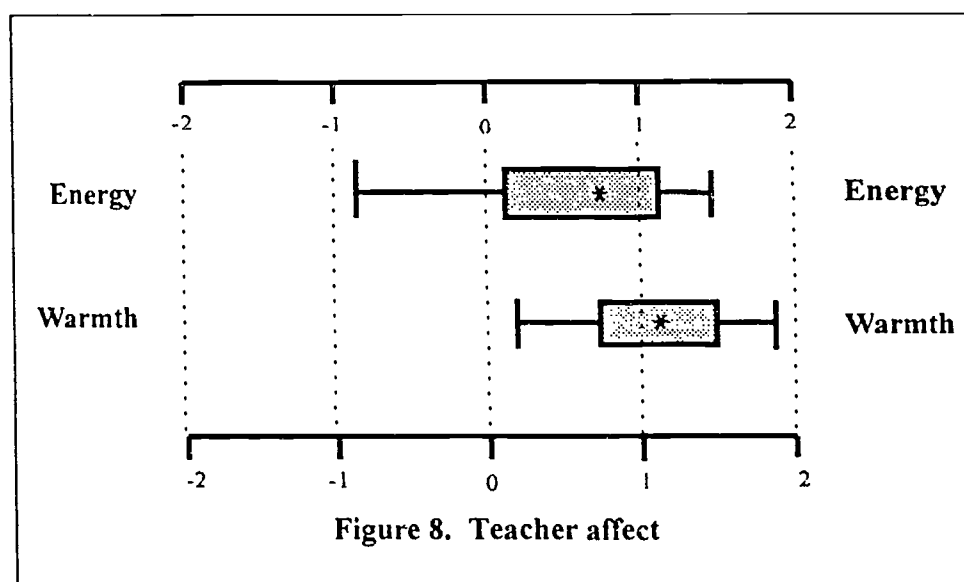 -2 -1 0 1 2
Energy * Energy
Warmth * Warmth
-2 -1 0 1 2
Figure 8. Teacher affect